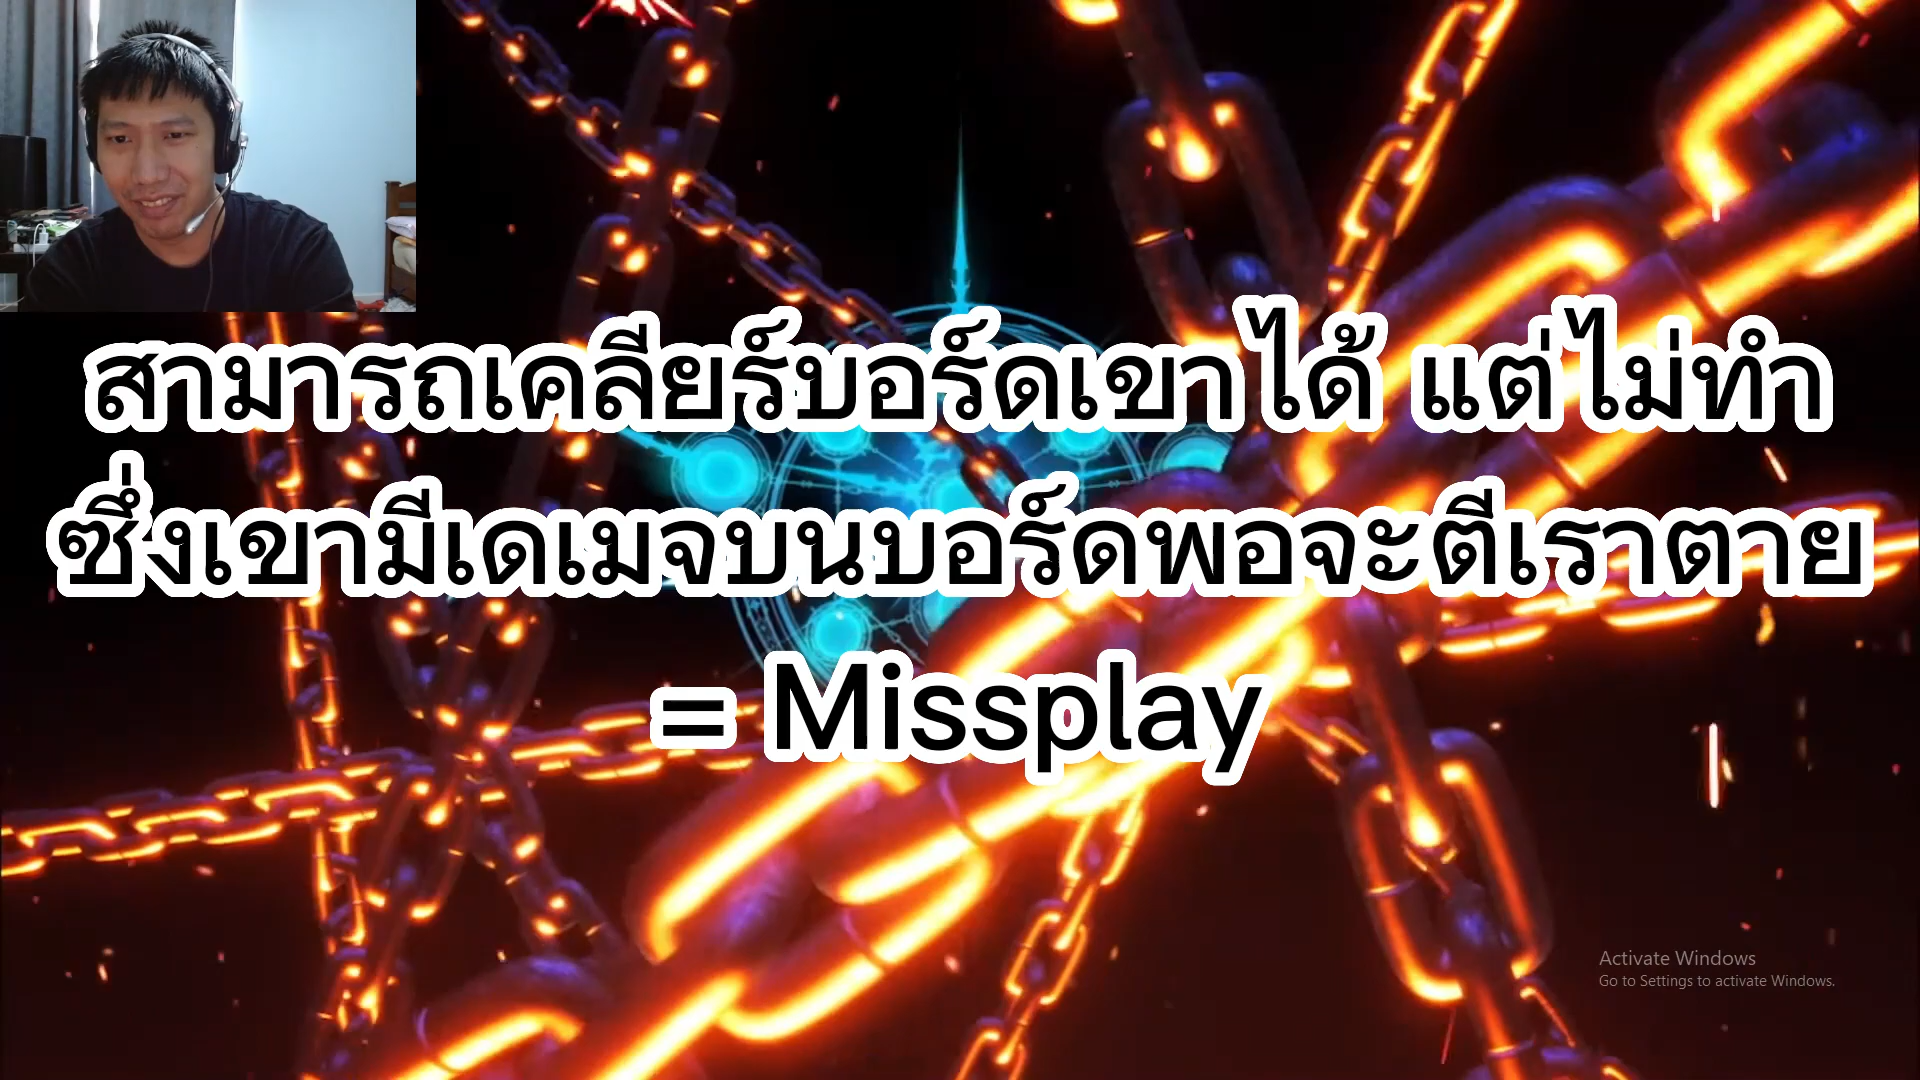 สามารถเคลียร์บอร์ดเขาได้ แต่ไม่ทำ
ซึ่งเขามีเดเมจบนบอร์ดพอจะตีเราตาย
= Missplay
Activate Windows
Go to Settings to activate Windows.